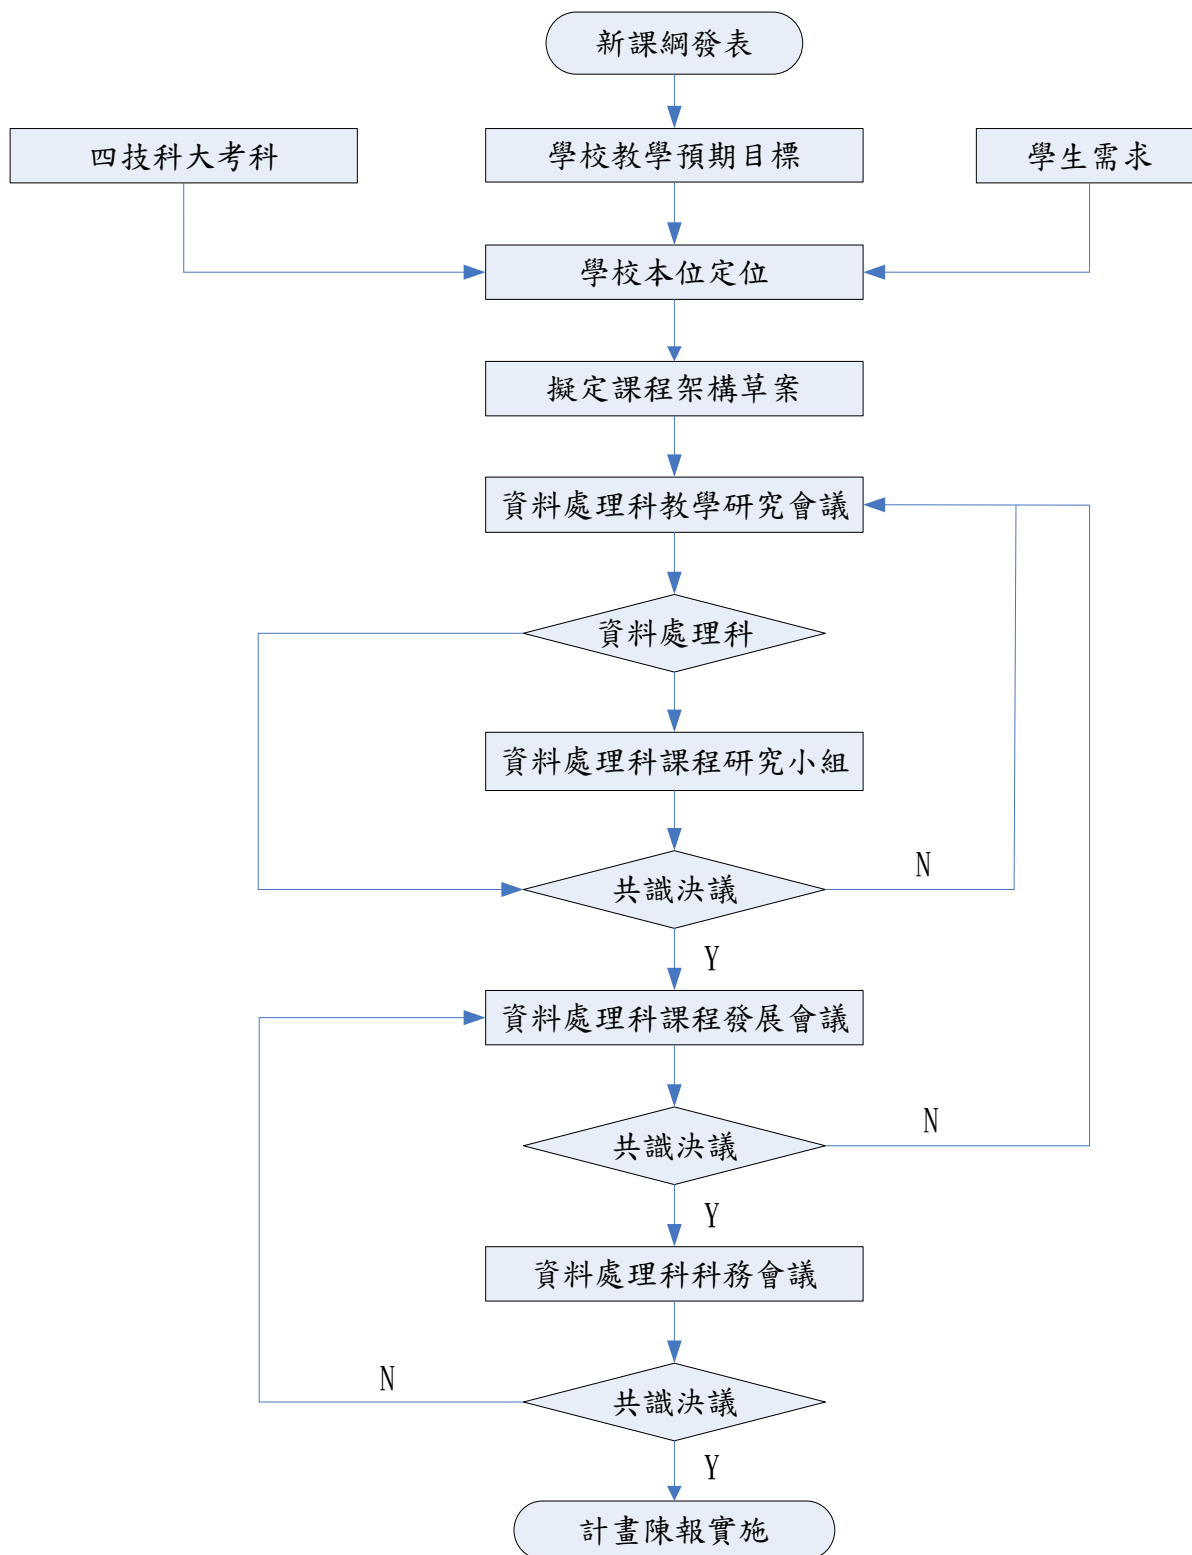 新課綱發表
四技科大考科
學校教學預期目標
學生需求
學校本位定位
擬定課程架構草案
資料處理科教學研究會議
資料處理科
資料處理科課程研究小組
共識決議
N
Y
資料處理科課程發展會議
共識決議
N
Y
資料處理科科務會議
N
共識決議
Y
計畫陳報實施